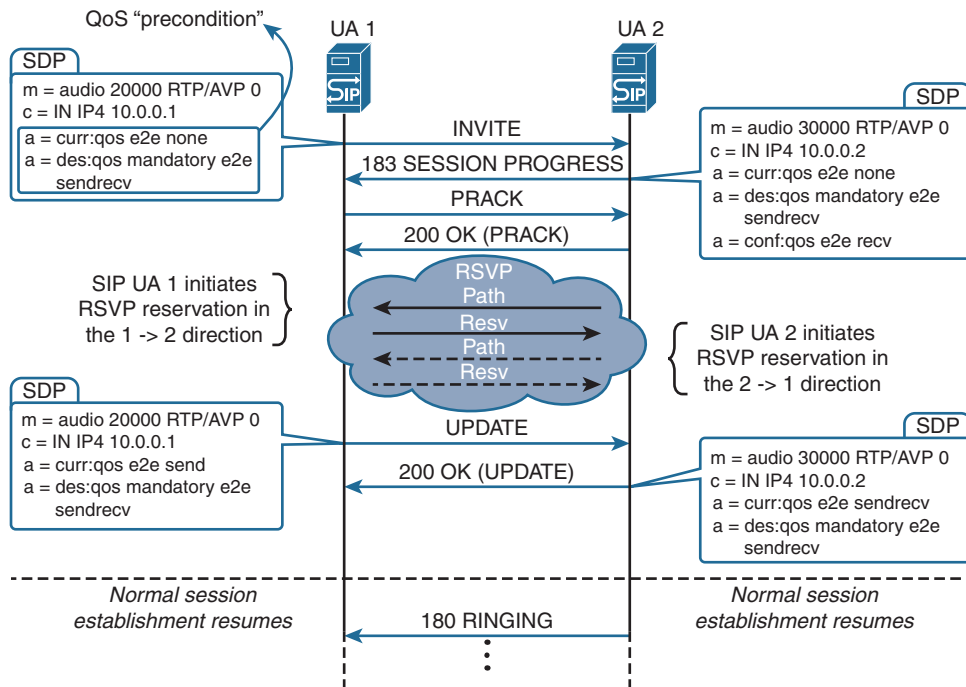 QoS “precondition”
UA 1
UA 2
SIP
SIP
SDP
m = audio 20000 RTP/AVP 0
c = IN IP4 10.0.0.1
a = curr:qos e2e none
a = des:qos mandatory e2e
sendrecv
SDP
m = audio 30000 RTP/AVP 0
c = IN IP4 10.0.0.2
a = curr:qos e2e none
a = des:qos mandatory e2e
sendrecv
a = conf:qos e2e recv
INVITE
183 SESSION PROGRESS
PRACK
200 OK (PRACK)
SIP UA 1 initiates
RSVP reservation in
the 1 -> 2 direction
RSVP
Path
Resv
Path
Resv
SIP UA 2 initiates
RSVP reservation in
the 2 -> 1 direction
SDP
m = audio 20000 RTP/AVP 0
c = IN IP4 10.0.0.1
a = curr:qos e2e send
a = des:qos mandatory e2e
sendrecv
UPDATE
200 OK (UPDATE)
SDP
m = audio 30000 RTP/AVP 0
c = IN IP4 10.0.0.2
a = curr:qos e2e sendrecv
a = des:qos mandatory e2e
sendrecv
Normal session
establishment resumes
Normal session
establishment resumes
180 RINGING